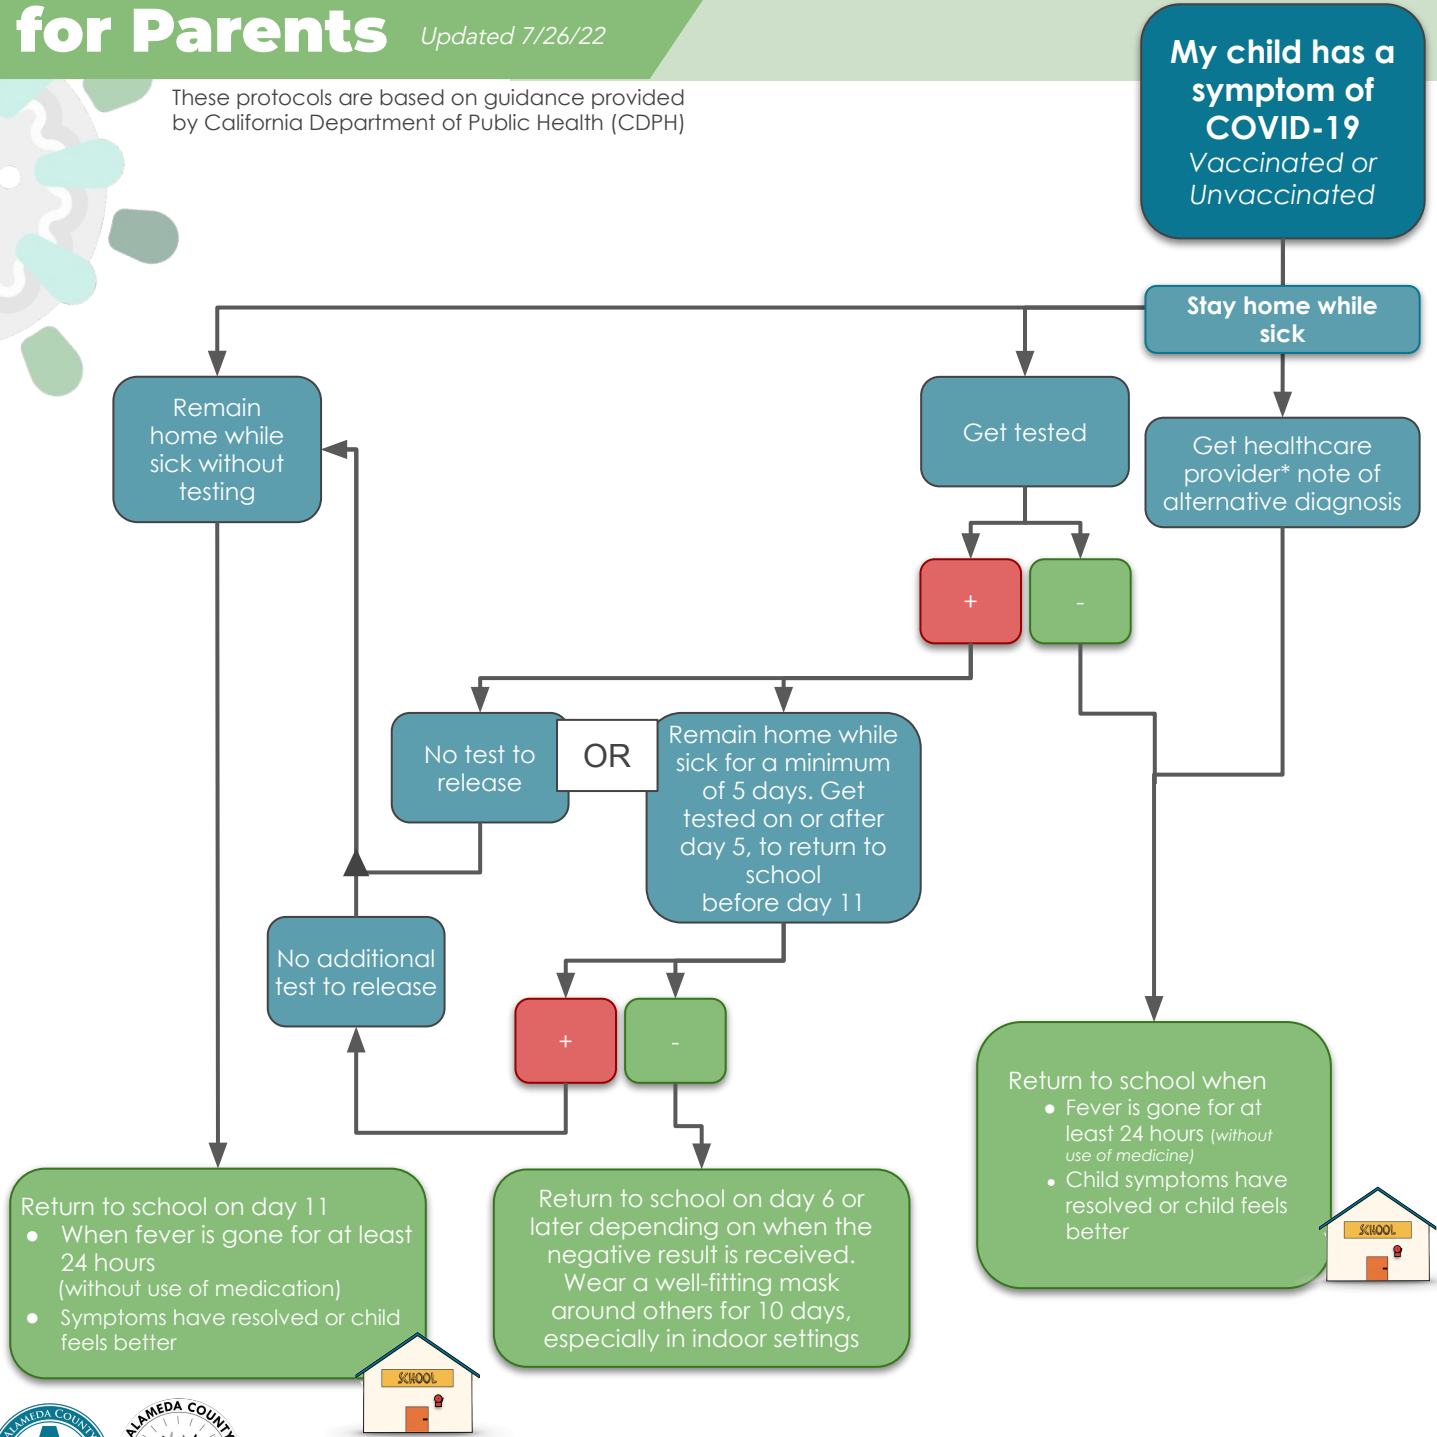 for Parents
Updated 7/26/22
These protocols are based on guidance provided
by California Department of Public Health (CDPH)
My child has a
symptom of
COVID-19
Vaccinated or
Unvaccinated
Stay home while
sick
Remain
home while
sick without
testing
Get tested
Get healthcare
provider* note of
alternative diagnosis
+
-
No test to
release
OR
Remain home while
sick for a minimum
of 5 days. Get
tested on or after
day 5, to return to
school
before day 11
No additional
test to release
+
-
Return to school when
● Fever is gone for at
least 24 hours (without
use of medicine)
● Child symptoms have
resolved or child feels
better
SCHOOL
Return to school on day 11
● When fever is gone for at least
24 hours
(without use of medication)
● Symptoms have resolved or child
feels better
SCHOOL
Return to school on day 6 or
later depending on when the
negative result is received.
Wear a well-fitting mask
around others for 10 days,
especially in indoor settings
ALAMEDA COUNTY
ALAMEDA COUNTY